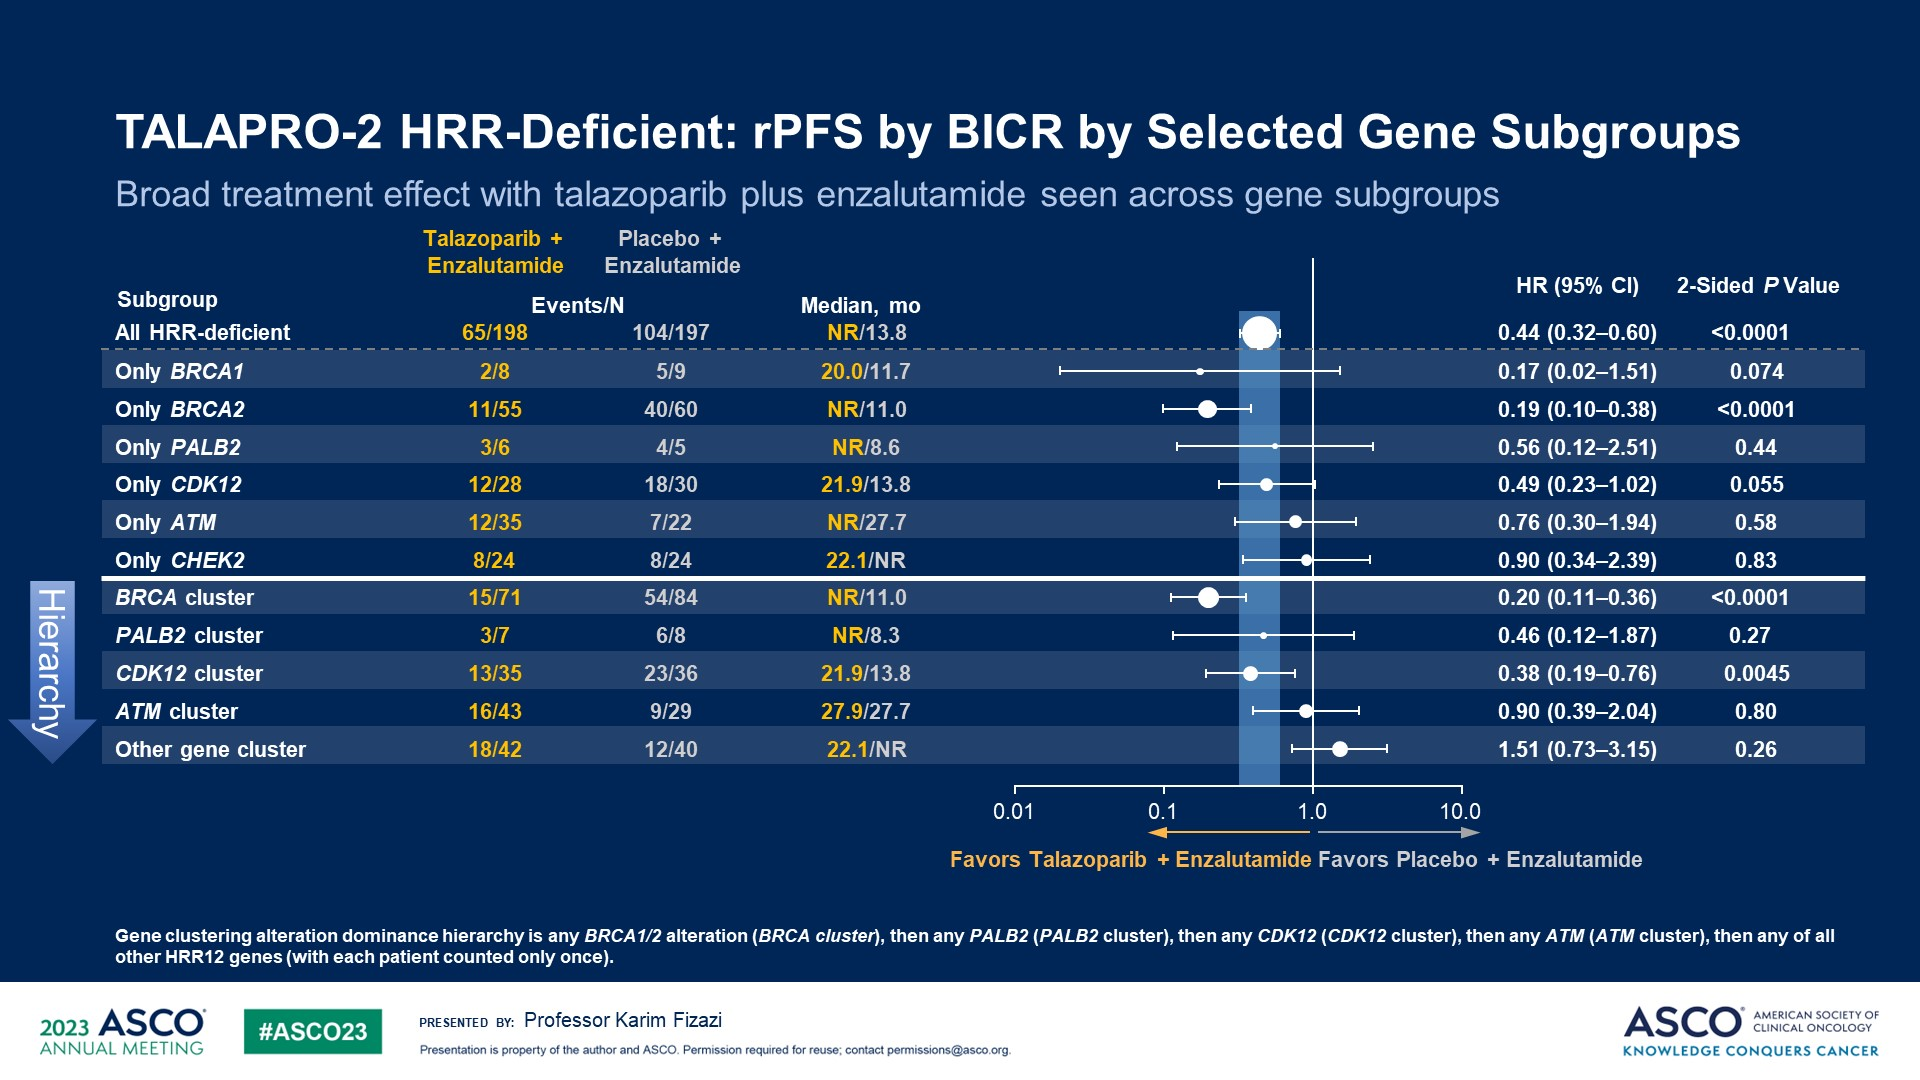 TALAPRO-2 HRR-Deficient: rPFS by BICR by Selected Gene Subgroups
Broad treatment effect with talazoparib plus enzalutamide seen across gene subgroups
Talazoparib + Placebo +
Enzalutamide Enzalutamide
HR (95% CI) 2-Sided P Value
Subgroup Events/N Median, mo
All HRR-deficient 65/198 104/197 NR/13.8 0.44 (0.32–0.60) <0.0001
Only BRCA1 2/8 5/9 20.0/11.7 0.17 (0.02–1.51) 0.074
Only BRCA2 11/55 40/60 NR/11.0 0.19 (0.10–0.38) <0.0001
Only PALB2 3/6 4/5 NR/8.6 0.56 (0.12–2.51) 0.44
Only CDK12 12/28 18/30 21.9/13.8 0.49 (0.23–1.02) 0.055
Only ATM 12/35 7/22 NR/27.7 0.76 (0.30–1.94) 0.58
Only CHEK2 8/24 8/24 22.1/NR 0.90 (0.34–2.39) 0.83
Hierarchy
BRCA cluster 15/71 54/84 NR/11.0 0.20 (0.11–0.36) <0.0001
PALB2 cluster 3/7 6/8 NR/8.3 0.46 (0.12–1.87) 0.27
CDK12 cluster 13/35 23/36 21.9/13.8 0.38 (0.19–0.76) 0.0045
ATM cluster 16/43 9/29 27.9/27.7 0.90 (0.39–2.04) 0.80
Other gene cluster 18/42 12/40 22.1/NR 1.51 (0.73–3.15) 0.26
0.01 0.1 1.0 10.0
Favors Talazoparib + Enzalutamide Favors Placebo + Enzalutamide
Gene clustering alteration dominance hierarchy is any BRCA1/2 alteration (BRCA cluster), then any PALB2 (PALB2 cluster), then any CDK12 (CDK12 cluster), then any ATM (ATM cluster), then any of all
other HRR12 genes (with each patient counted only once).
2023 ASCO®
ANNUAL MEETING
#ASCO23
PRESENTED BY: Professor Karim Fizazi
Presentation is property of the author and ASCO. Permission required for reuse; contact permissions@asco.org.
ASCO® AMERICAN SOCIETY OF
CLINICAL ONCOLOGY
KNOWLEDGE CONQUERS CANCER